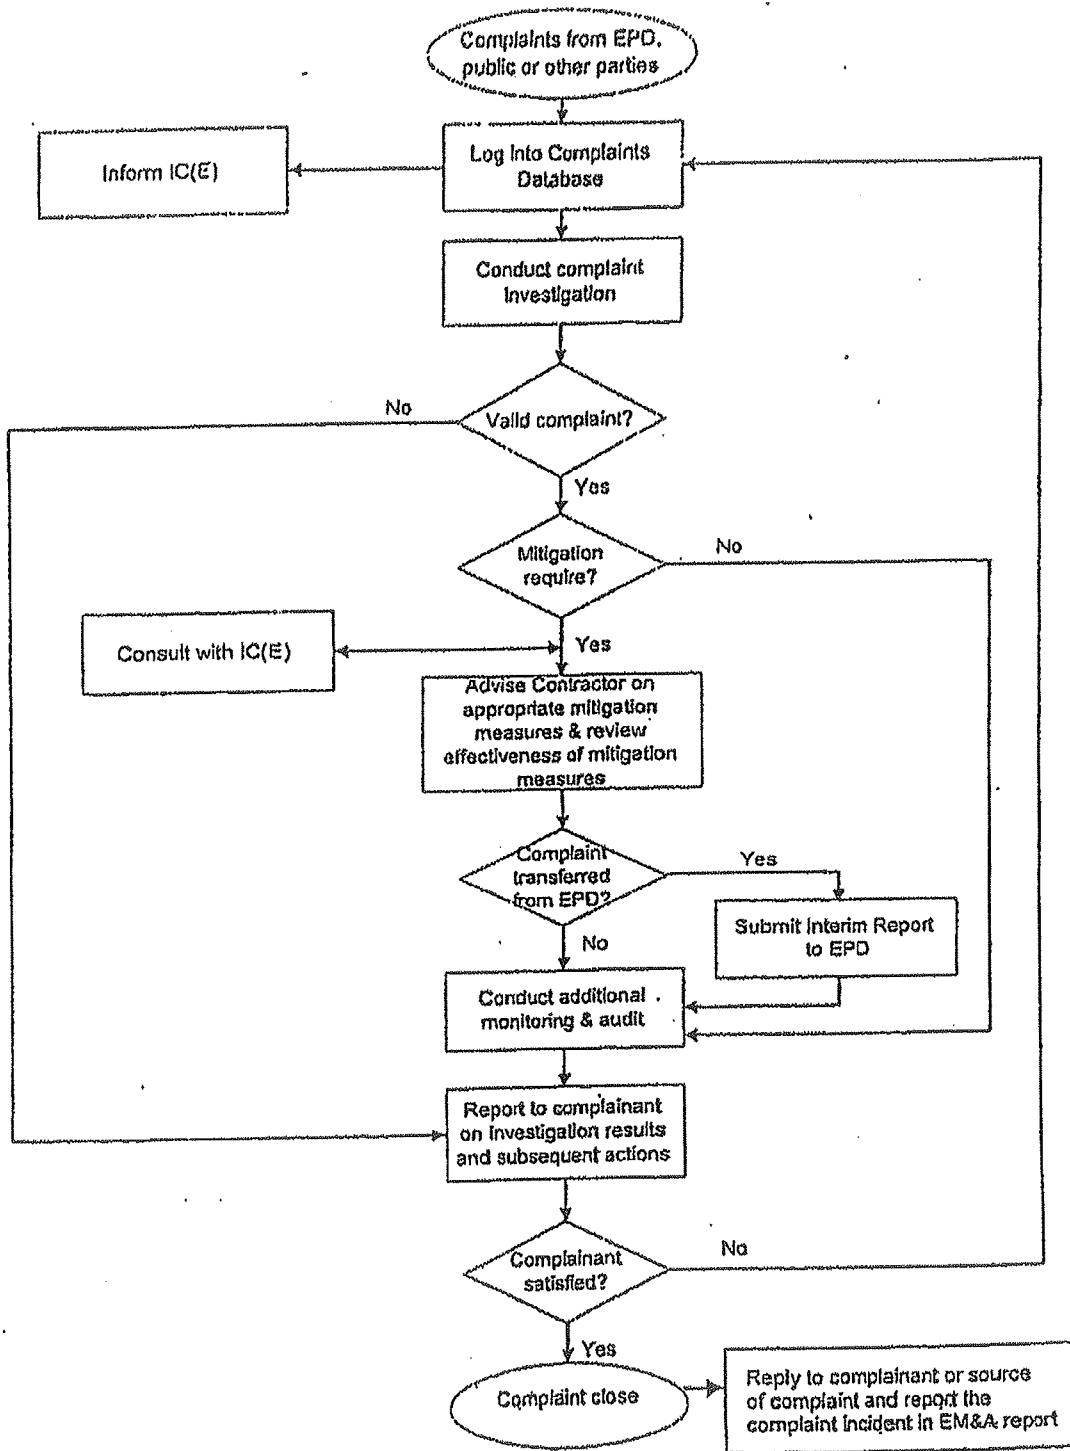 Complaints from EPD,
public or other parties
Inform IC(E)
Log into Complaints
Database
Conduct complaint
Investigation
Valid complaint?
No
Yes
Mitigation
require?
No
Consult with IC(E)
Yes
Advise Contractor on
appropriate mitigation
measures & review
effectiveness of mitigation
measures
Complaint
transferred
from EPD?
Yes
Submit Interim Report
to EPD
No
Conduct additional
monitoring & audit
Report to complainant
on investigation results
and subsequent actions
Complainant
satisfied?
No
Yes
Complaint close
Reply to complainant or source
of complaint and report the
complaint incident in EM&A report